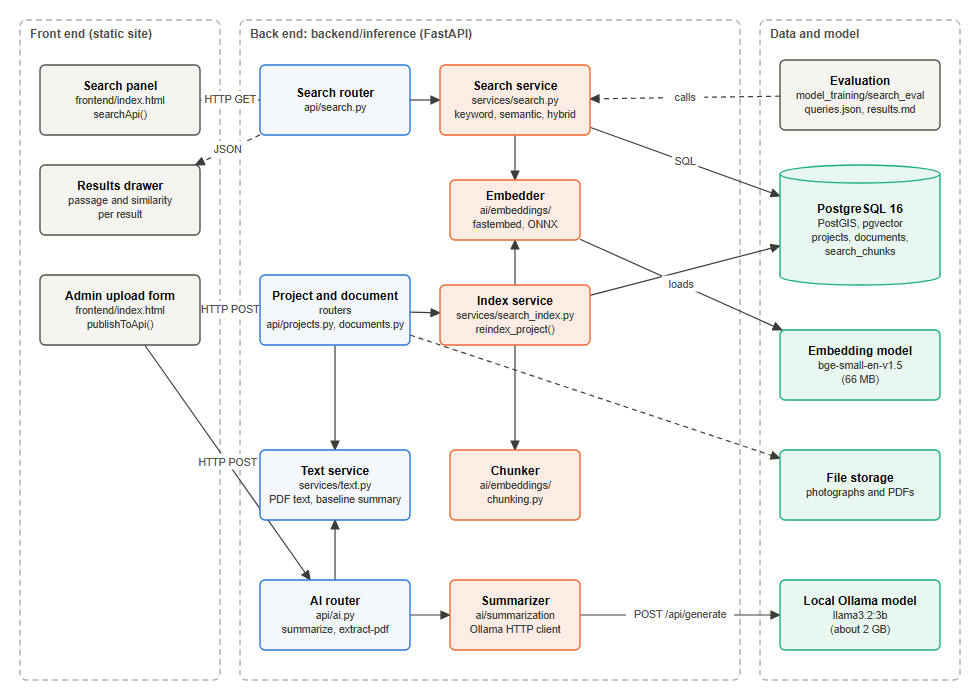 Front end (static site)
Search panel
frontend/index.html
searchApi()
Results drawer
passage and similarity
per result
Admin upload form
frontend/index.html
publishToApi()
HTTP GET
JSON
HTTP POST
HTTP POST
Back end: backend/inference (FastAPI)
Search router
api/search.py
Search service
services/search.py
keyword, semantic, hybrid
Embedder
ai/embeddings/
fastembed, ONNX
Project and document
routers
api/projects.py, documents.py
Index service
services/search_index.py
reindex_project()
Text service
services/text.py
PDF text, baseline summary
Chunker
ai/embeddings/
chunking.py
AI router
api/ai.py
summarize, extract-pdf
Summarizer
ai/summarization
Ollama HTTP client
calls
SQL
loads
POST /api/generate
Data and model
Evaluation
model_training/search_eval
queries.json, results.md
PostgreSQL 16
PostGIS, pgvector
projects, documents,
search_chunks
Embedding model
bge-small-en-v1.5
(66 MB)
File storage
photographs and PDFs
Local Ollama model
llama3.2:3b
(about 2 GB)